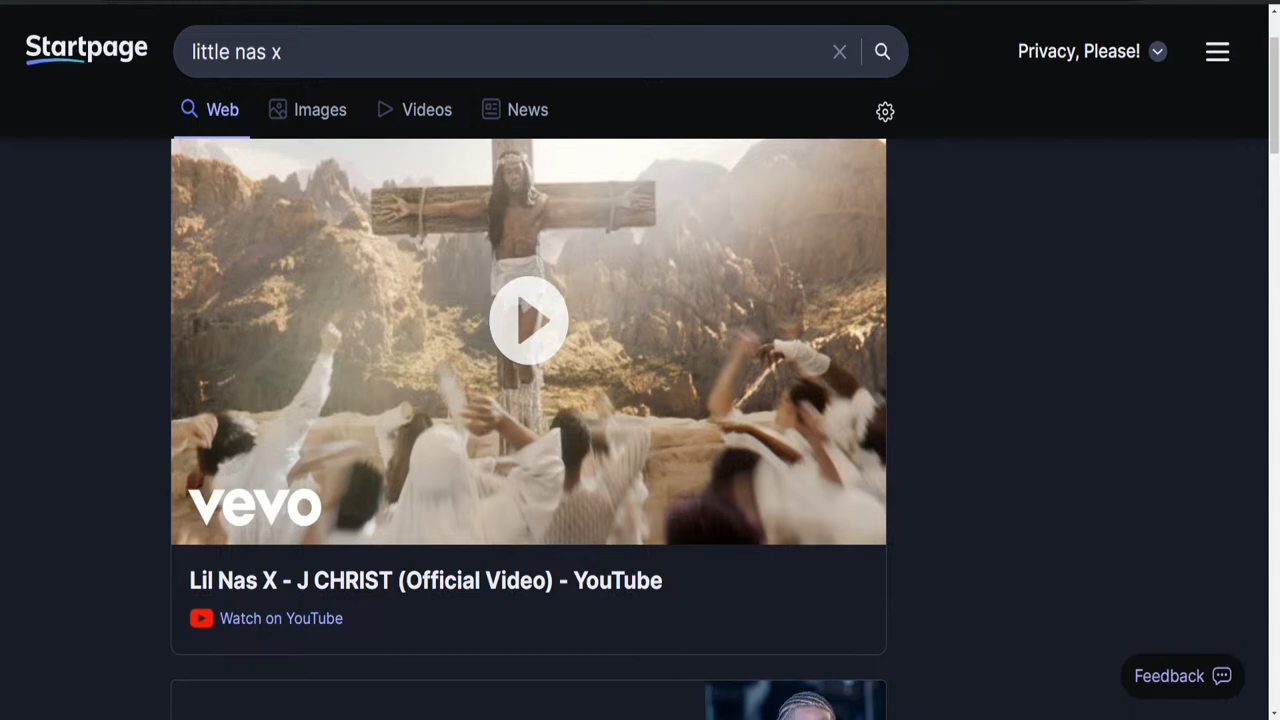 Startpage
little nas x
Privacy, Please!
Web
Images
Videos
News
vevo
Lil Nas X - J CHRIST (Official Video) - YouTube
Watch on YouTube
Feedback